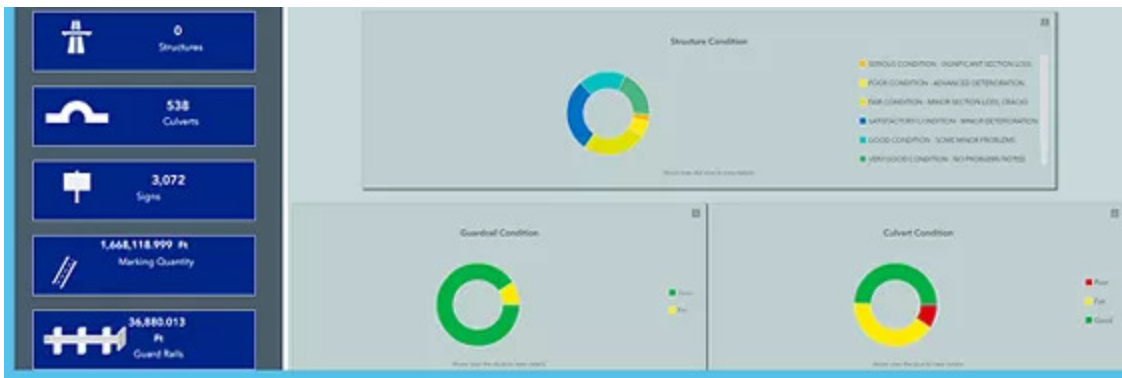 0
Structures
538
Culverts
3,072
Signs
1,668,118.999 Ft
Marking Quantity
36,880.013
Ft
Guard Rails
Structure Condition
SERIOUS CONDITION - SIGNIFICANT SECTION LOSS,
POOR CONDITION - ADVANCED DETERIORATION,
FAIR CONDITION - MINOR SECTION LOSS, CRACKS
SATISFACTORY CONDITION - MINOR DETERIORATION
GOOD CONDITION - SOME MINOR PROBLEMS
VERY GOOD CONDITION - NO PROBLEMS NOTED
Guardrail Condition
Fair
Culvert Condition
Poor
Fair
Good